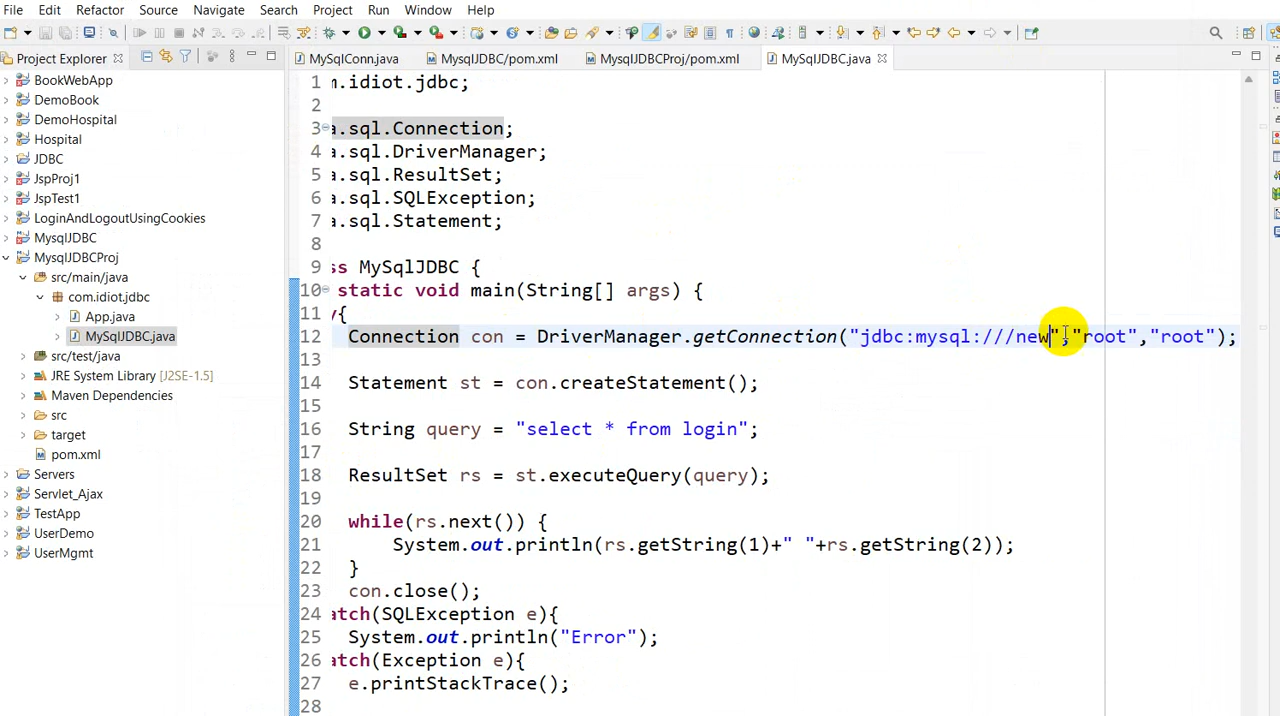 File Edit Refactor Source Navigate Search Project Run Window Help
Project Explorer
MySqlConn.java
MysqlJDBC/pom.xml
MysqlJDBCProj/pom.xml
MySqlJDBC.java
BookWebApp
DemoBook
DemoHospital
Hospital
JDBC
JspProj1
JspTest1
LoginAndLogoutUsingCookies
MysqlJDBC
MysqlJDBCProj
src/main/java
com.idiot.jdbc
App.java
MySqlJDBC.java
src/test/java
JRE System Library [J2SE-1.5]
Maven Dependencies
src
target
pom.xml
Servers
Servlet_Ajax
TestApp
UserDemo
UserMgmt
1 m.idiot.jdbc;
2
3 a.sql.Connection;
4 a.sql.DriverManager;
5 a.sql.ResultSet;
6 a.sql.SQLException;
7 a.sql.Statement;
8
9 ss MySqlJDBC {
10 static void main(String[] args) {
11 y{
12 Connection con = DriverManager.getConnection("jdbc:mysql:///new","root","root");
13
14 Statement st = con.createStatement();
15
16 String query = "select * from login";
17
18 ResultSet rs = st.executeQuery(query);
19
20 while(rs.next()) {
21 System.out.println(rs.getString(1)+" "+rs.getString(2));
22 }
23 con.close();
24 atch(SQLException e){
25 System.out.println("Error");
26 atch(Exception e){
27 e.printStackTrace();
28